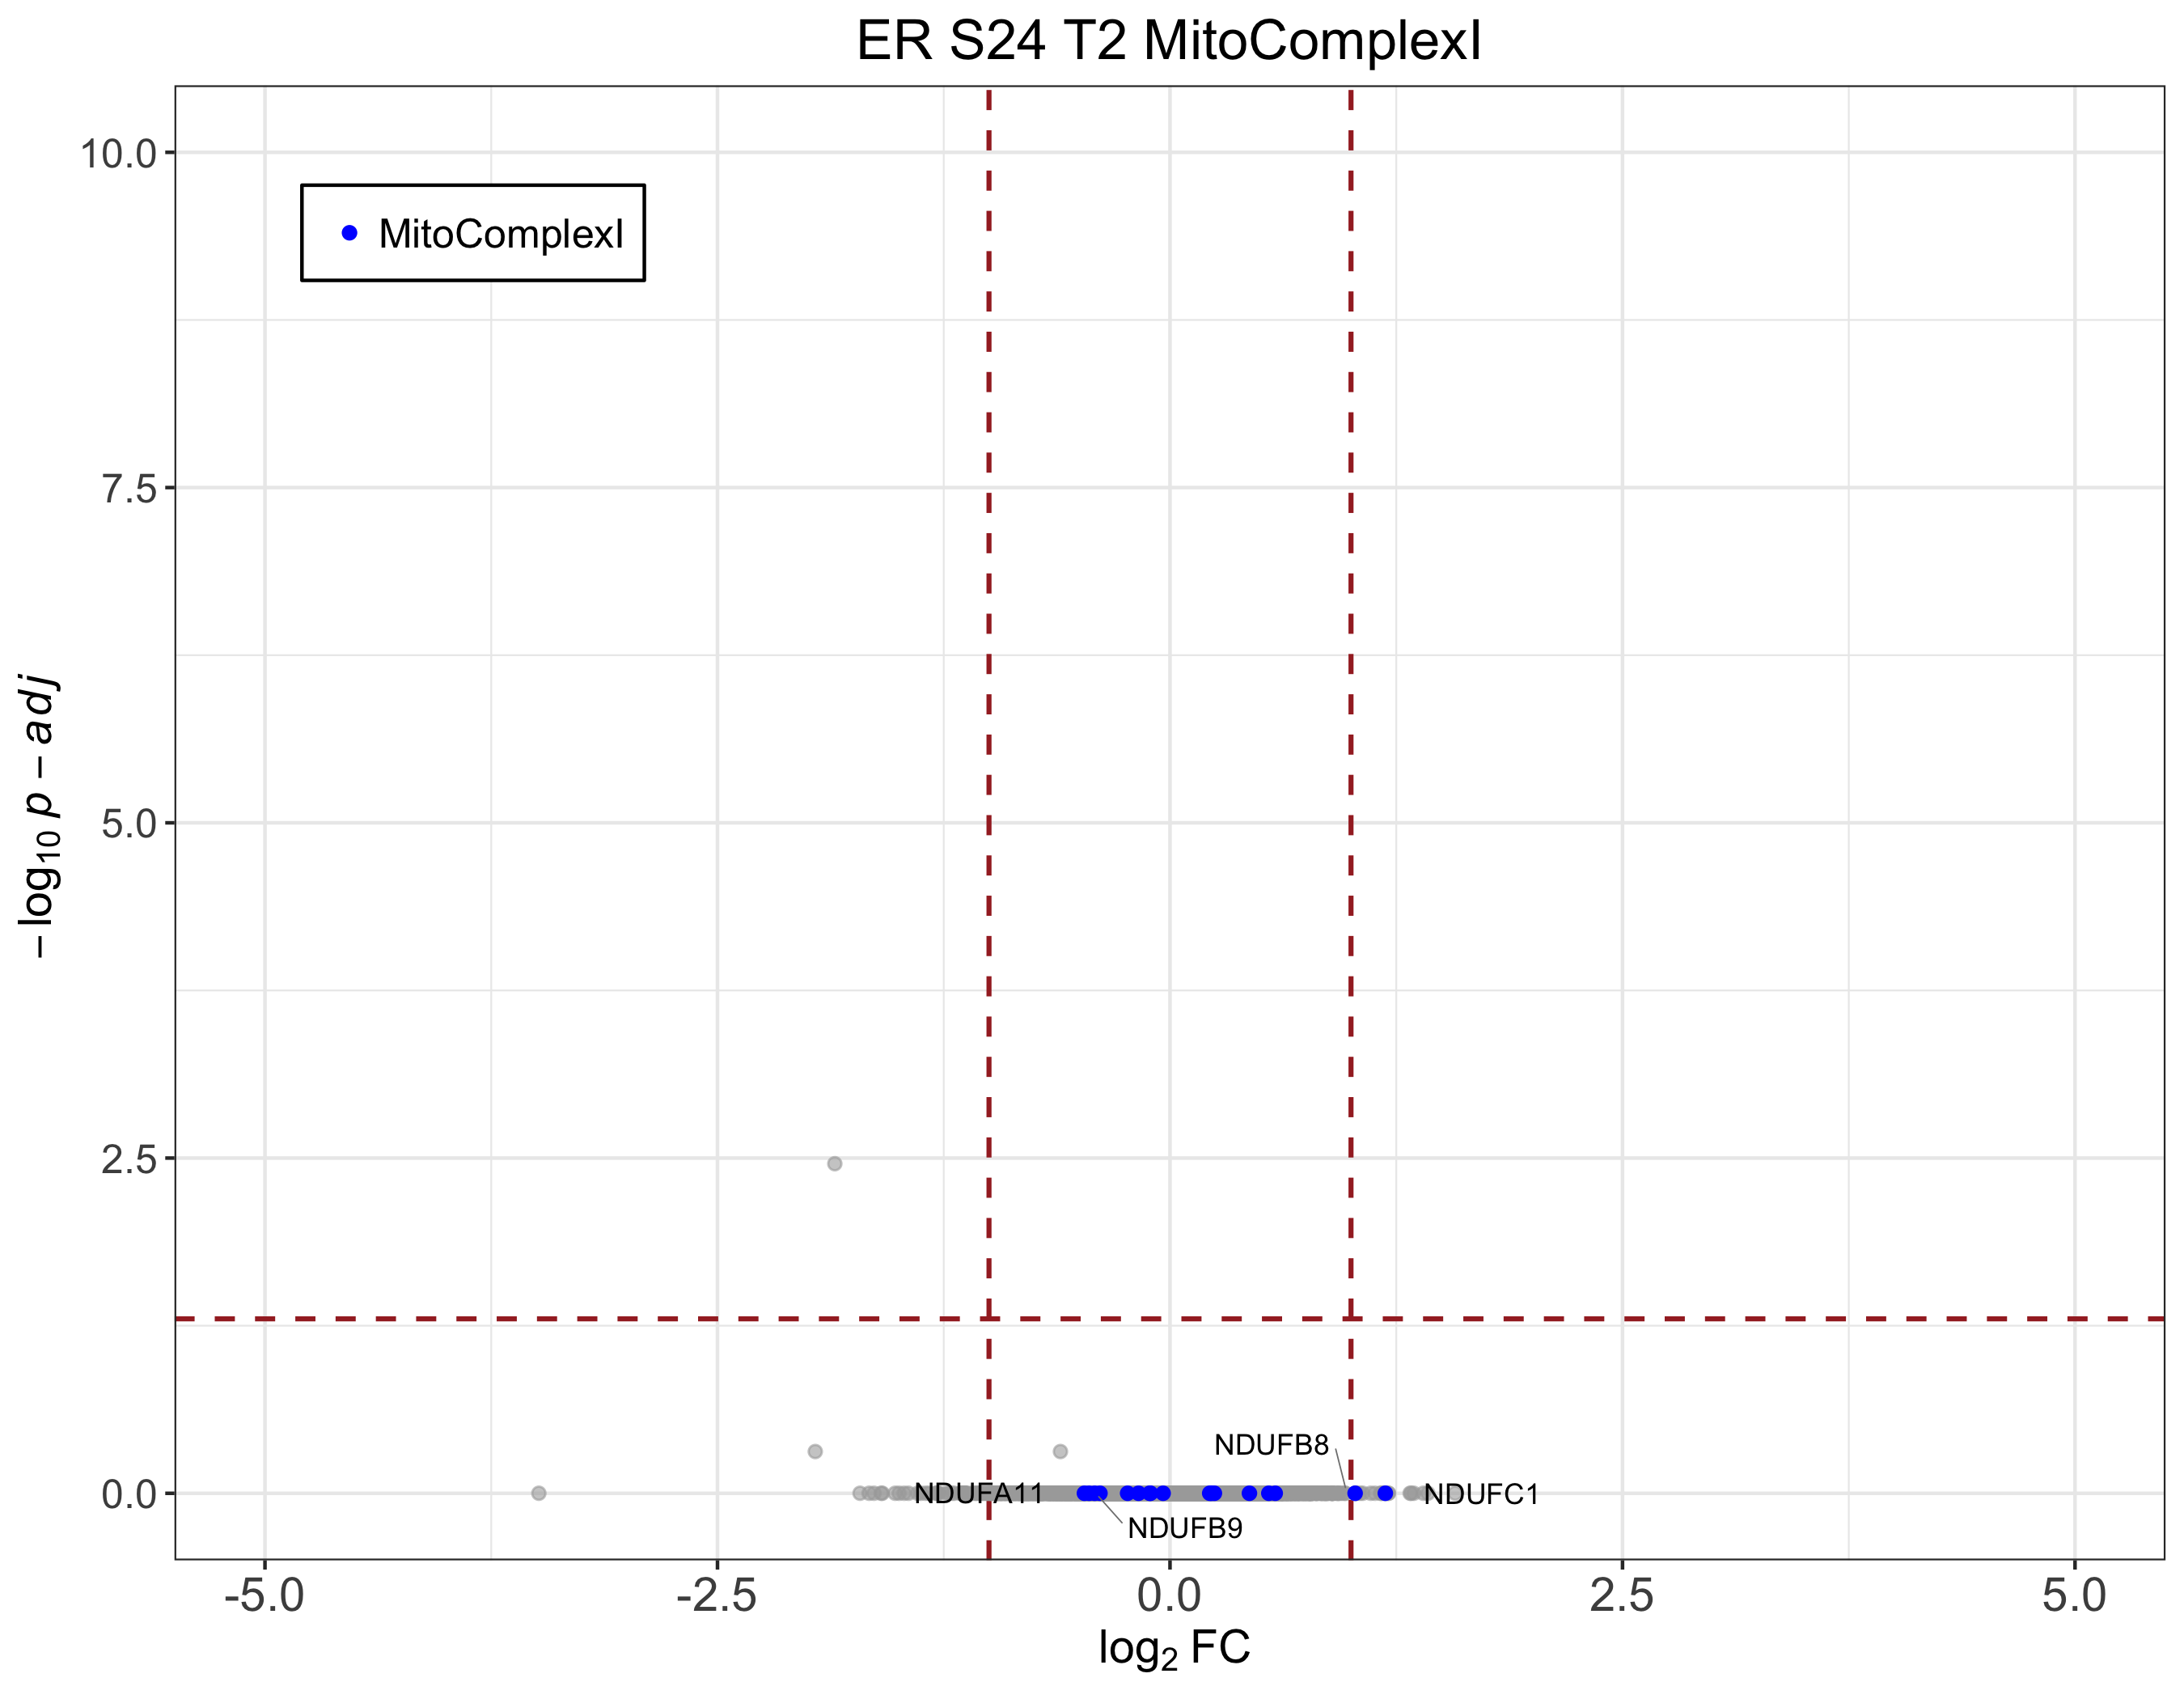 ER S24 T2 MitoComplexI
10.0
MitoComplexI
7.5
5.0
2.5
0.0
−log10 p − adj
NDUFB8
NDUFA11
NDUFC1
NDUFB9
-5.0
-2.5
0.0
2.5
5.0
log2 FC